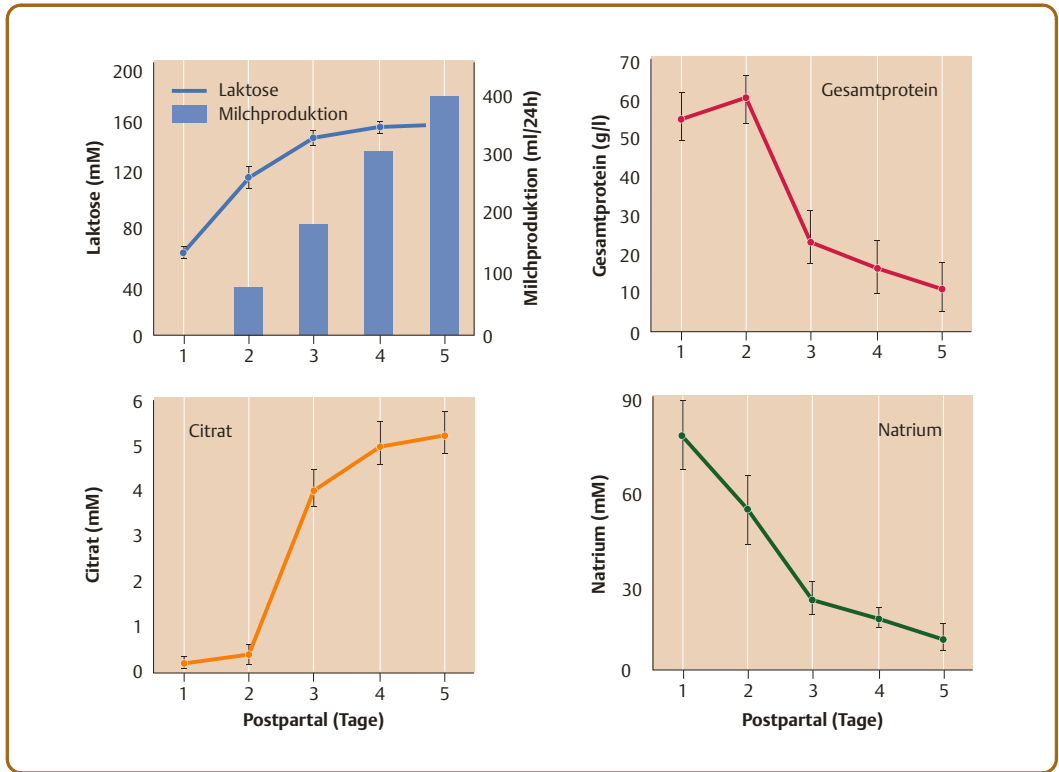 200
160
120
80
40
0
Laktose (mM)
Laktose
Milchproduktion
400
300
200
100
0
Milchproduktion (ml/24h)
1 2 3 4 5
70
60
50
40
30
20
10
0
Gesamtprotein (g/l)
Gesamtprotein
1 2 3 4 5
6
5
4
3
2
1
0
Citrat (mM)
Citrat
1 2 3 4 5
Postpartal (Tage)
90
60
30
0
Natrium (mM)
Natrium
1 2 3 4 5
Postpartal (Tage)